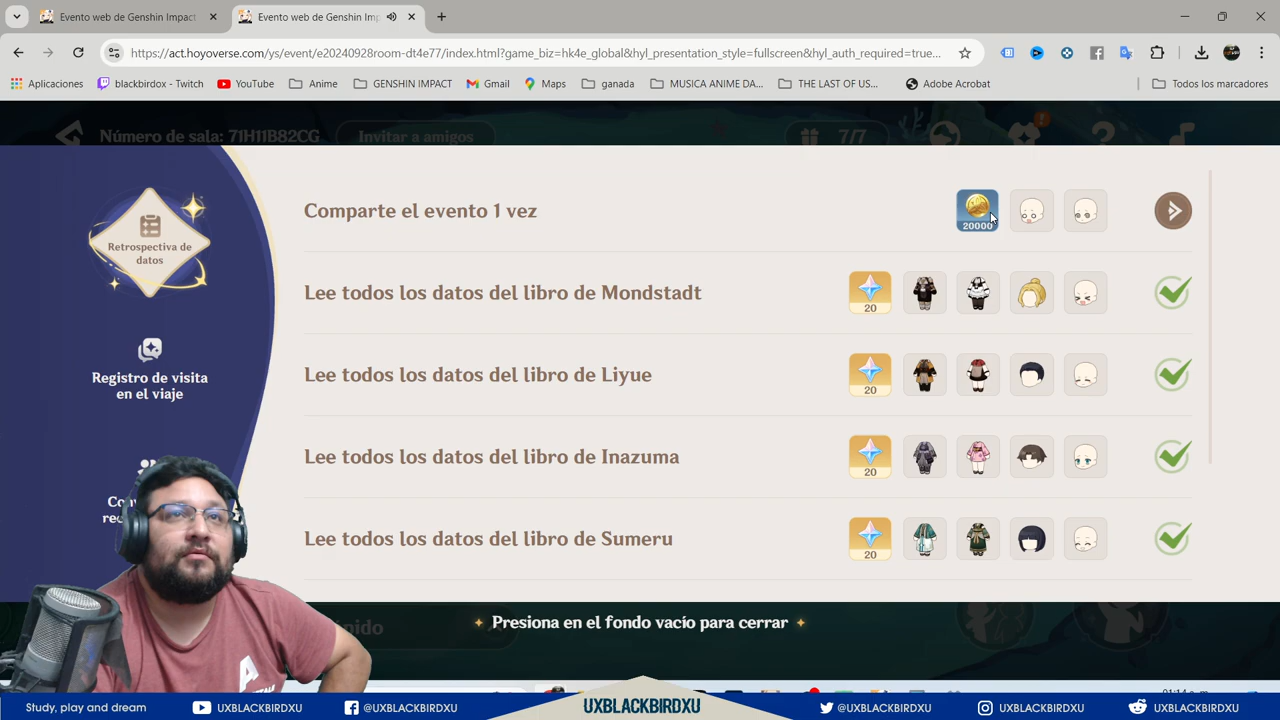 Evento web de Genshin Impact
Evento web de Genshin Imp
https://act.hoyoverse.com/ys/event/e20240928room-dt4e77/index.html?game_biz=hk4e_global&hyl_presentation_style=fullscreen&hyl_auth_required=true...
Aplicaciones
blackbirdox - Twitch
YouTube
Anime
GENSHIN IMPACT
Gmail
Maps
ganada
MUSICA ANIME DA...
THE LAST OF US...
Adobe Acrobat
Todos los marcadores
Número de sala: 71H11B82CG
Invitar a amigos
7/7
Retrospectiva de
datos
Registro de visita
en el viaje
Comparte el evento 1 vez
20000
Lee todos los datos del libro de Mondstadt
20
Lee todos los datos del libro de Liyue
20
Lee todos los datos del libro de Inazuma
20
Lee todos los datos del libro de Sumeru
20
Presiona en el fondo vacío para cerrar
Study, play and dream
UXBLACKBIRDXU
@UXBLACKBIRDXU
UXBLACKBIRDXU
@UXBLACKBIRDXU
UXBLACKBIRDXU
@UXBLACKBIRDXU